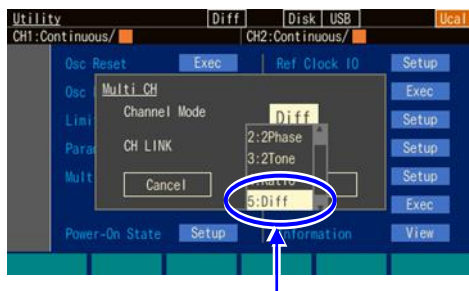 Utility Diff Disk USB Ucal
CH1:Continuous/ CH2:Continuous/
Osc Reset Exec Ref Clock IO Setup
Osc Exec
Multi CH
Channel Mode Diff
Limi Setup
2:2Phase
Para CH LINK Setup
3:2Tone
Mult Cancel Setup
5:Diff
Exec
Power-On State Setup Information View